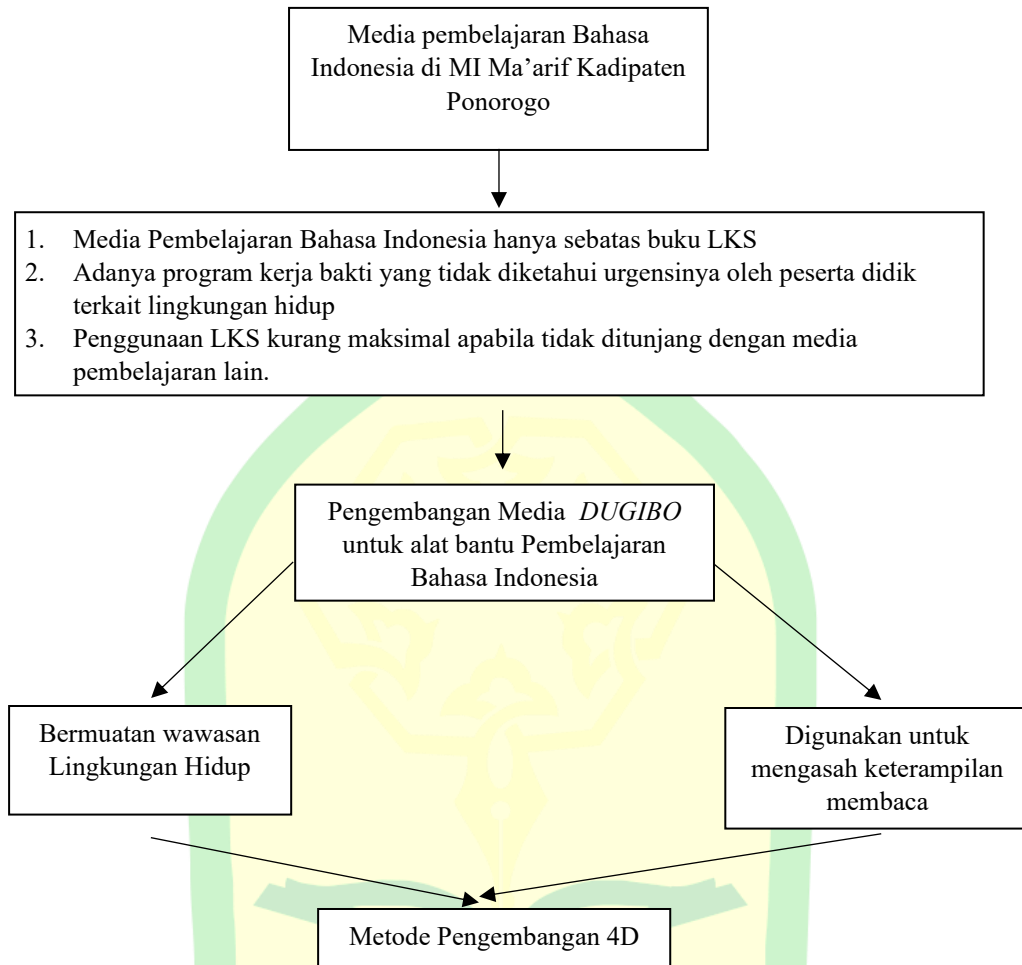 Media pembelajaran Bahasa
Indonesia di MI Ma’arif Kadipaten
Ponorogo
1. Media Pembelajaran Bahasa Indonesia hanya sebatas buku LKS
2. Adanya program kerja bakti yang tidak diketahui urgensinya oleh peserta didik
terkait lingkungan hidup
3. Penggunaan LKS kurang maksimal apabila tidak ditunjang dengan media
pembelajaran lain.
Pengembangan Media DUGIBO
untuk alat bantu Pembelajaran
Bahasa Indonesia
Bermuatan wawasan
Lingkungan Hidup
Digunakan untuk
mengasah keterampilan
membaca
Metode Pengembangan 4D